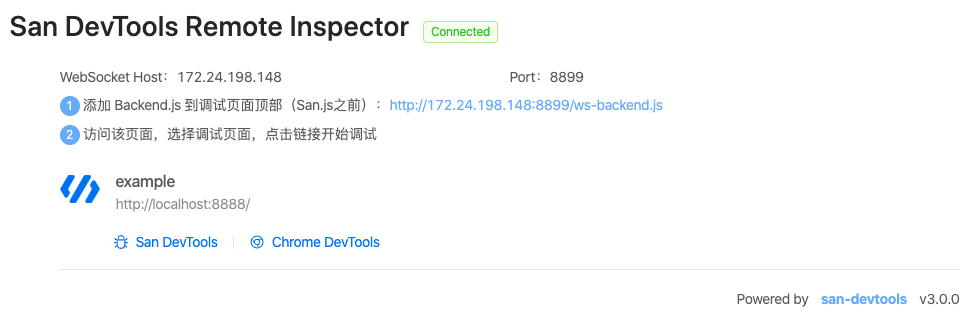 San DevTools Remote Inspector Connected
WebSocket Host：172.24.198.148 Port：8899
1 添加 Backend.js 到调试页面顶部（San.js之前）：http://172.24.198.148:8899/ws-backend.js
2 访问该页面，选择调试页面，点击链接开始调试
example
http://localhost:8888/
San DevTools Chrome DevTools
Powered by san-devtools v3.0.0